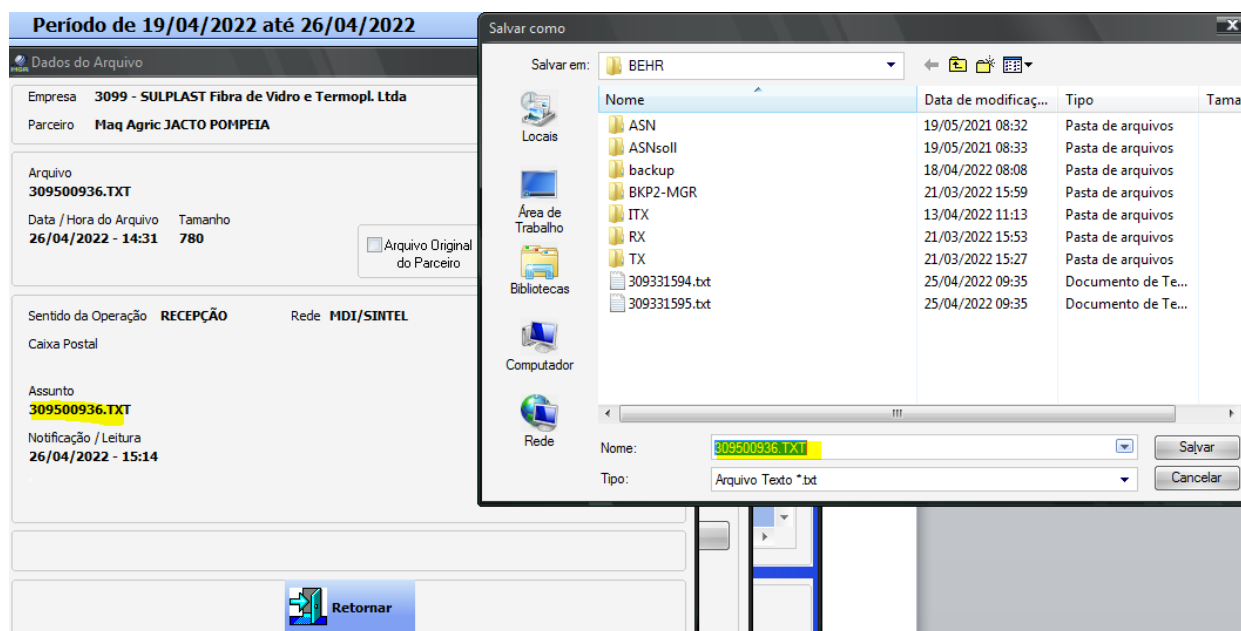 Período de 19/04/2022 até 26/04/2022
MGR
Dados do Arquivo
Empresa 3099 - SULPLAST Fibra de Vidro e Termopl. Ltda
Parceiro Maq Agric JACTO POMPEIA
Arquivo
309500936.TXT
Data / Hora do Arquivo Tamanho
26/04/2022 - 14:31 780
Arquivo Original
do Parceiro
Sentido da Operação RECEPÇÃO Rede MDI/SINTEL
Caixa Postal
Assunto
309500936.TXT
Notificação / Leitura
26/04/2022 - 15:14
Retornar
Salvar como
Salvar em: BEHR
Locais
Área de
Trabalho
Bibliotecas
Computador
Rede
Nome Data de modificaç... Tipo Tama
ASN 19/05/2021 08:32 Pasta de arquivos
ASNsoll 19/05/2021 08:33 Pasta de arquivos
backup 18/04/2022 08:08 Pasta de arquivos
BKP2-MGR 21/03/2022 15:59 Pasta de arquivos
ITX 13/04/2022 11:13 Pasta de arquivos
RX 21/03/2022 15:53 Pasta de arquivos
TX 21/03/2022 15:27 Pasta de arquivos
309331594.txt 25/04/2022 09:35 Documento de Te...
309331595.txt 25/04/2022 09:35 Documento de Te...
Nome: 309500936.TXT Salvar
Tipo: Arquivo Texto *.txt Cancelar